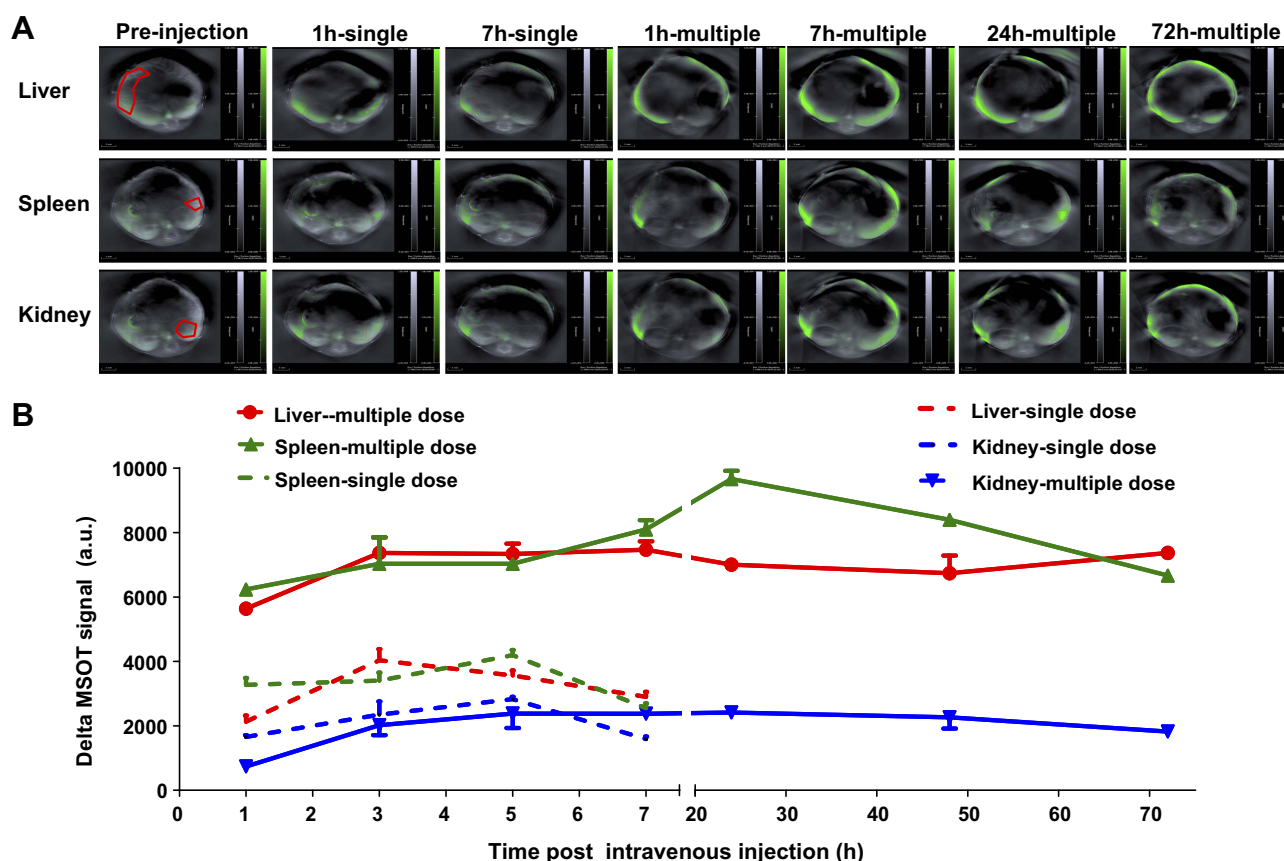 A
Pre-injection 1h-single 7h-single 1h-multiple 7h-multiple 24h-multiple 72h-multiple
Liver
Spleen
Kidney
B
Liver--multiple dose
Spleen-multiple dose
Spleen-single dose
Liver-single dose
Kidney-single dose
Kidney-multiple dose
Delta MSOT signal (a.u.)
10000
8000
6000
4000
2000
0
0 1 2 3 4 5 6 7 20 30 40 50 60 70
Time post intravenous injection (h)